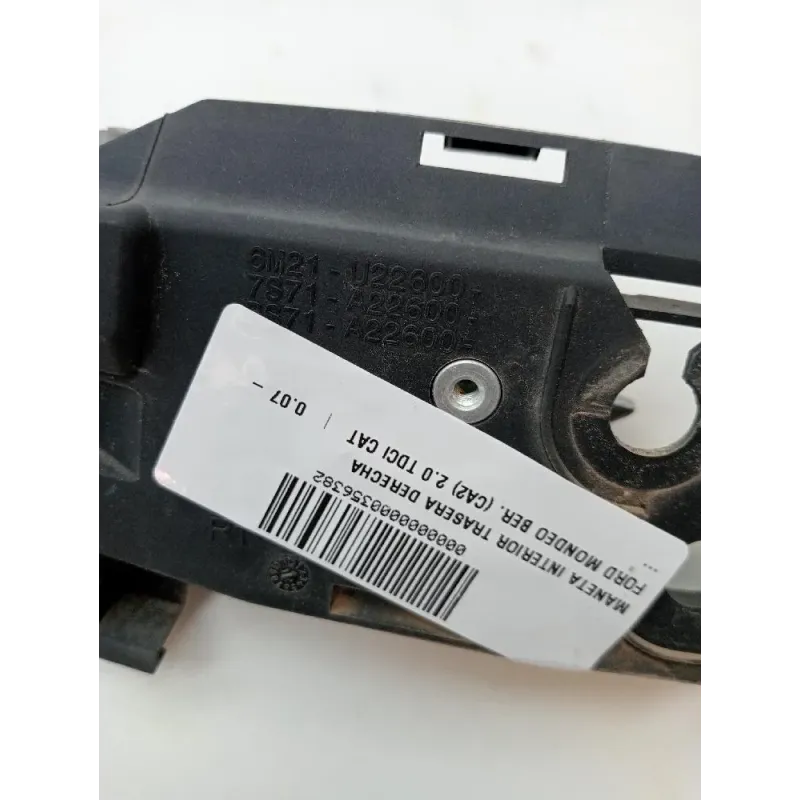 6M21-U22600-
7S71-A22600-
7S71-A22600-
0000000000000356382
MANETA INTERIOR TRASERA DERECHA
FORD MONDEO BER. (CA2) 2.0 TDCI CAT
0.07 -
...